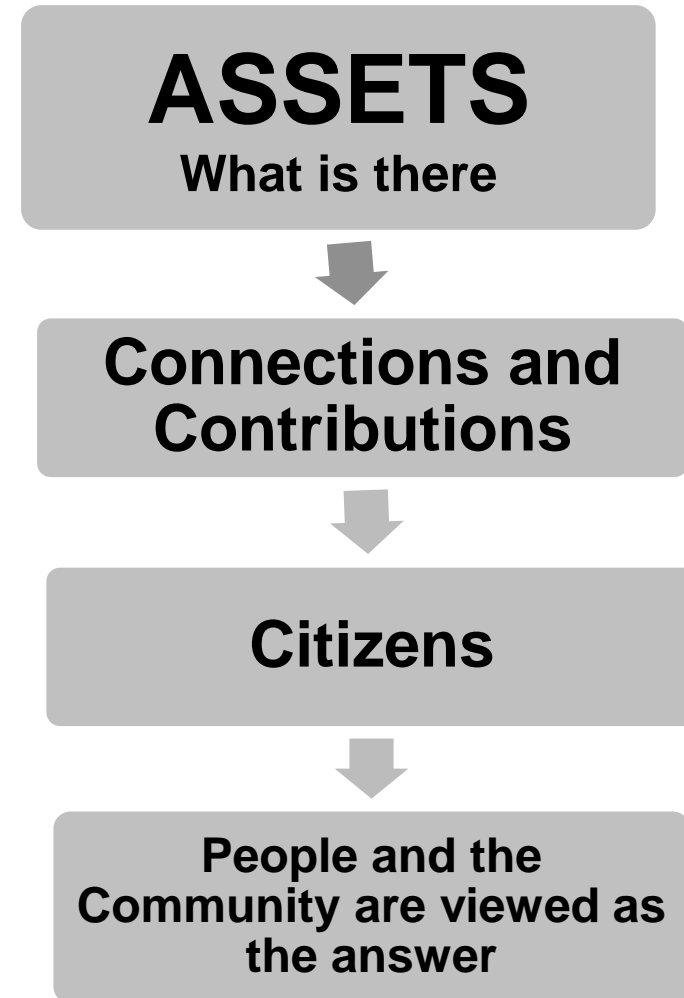 ASSETS
What is there
Connections and
Contributions
Citizens
People and the
Community are viewed as
the answer